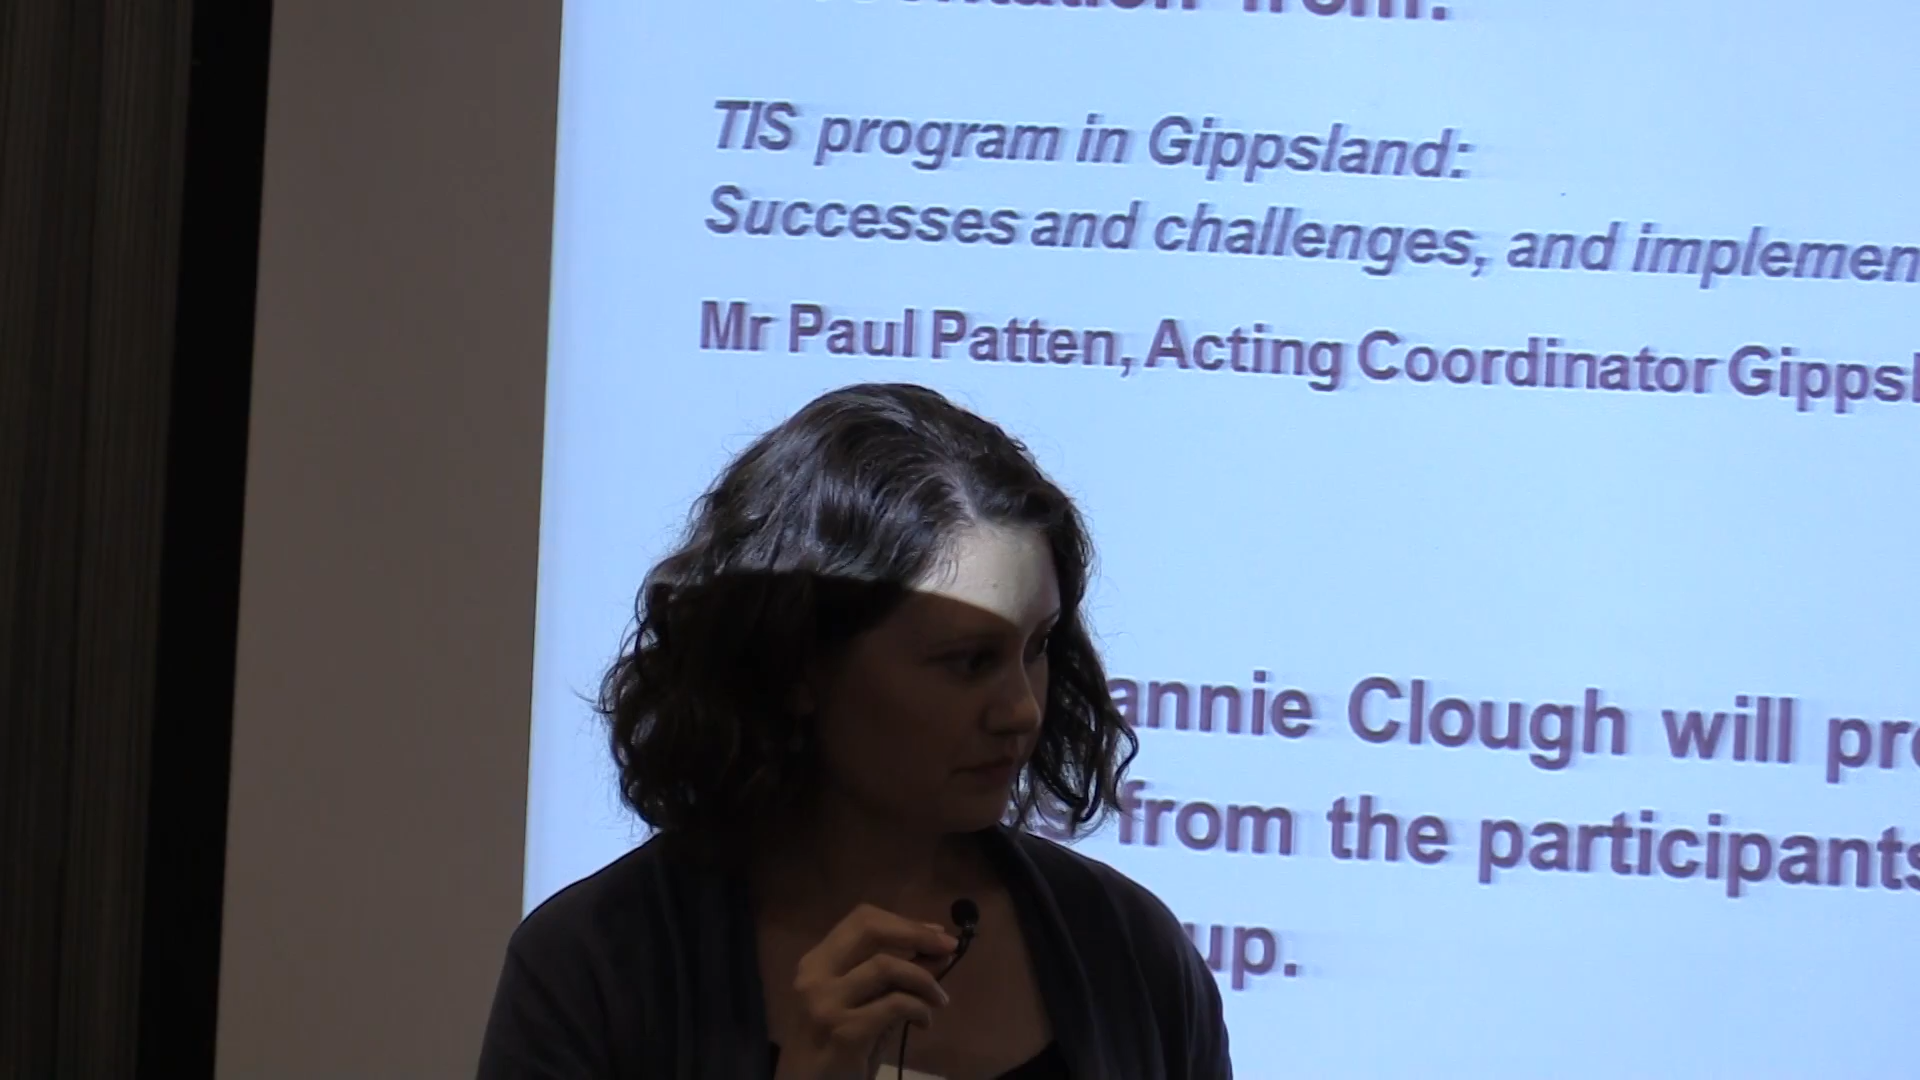 from:
TIS program in Gippsland:
Successes and challenges, and implemen
Mr Paul Patten, Acting Coordinator Gippsl
annie Clough will pr
from the participants
up.